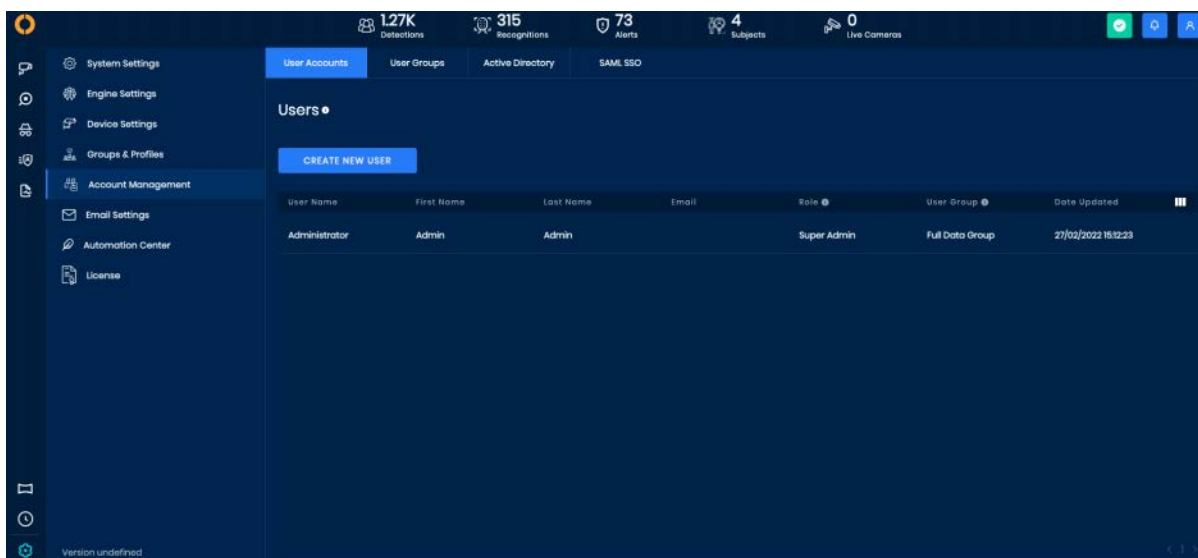 1.27K
Detections
315
Recognitions
73
Alerts
4
Subjects
0
Live Cameras
System Settings
Engine Settings
Device Settings
Groups & Profiles
Account Management
Email Settings
Automation Center
License
Version undefined
User Accounts User Groups Active Directory SAML SSO
Users
CREATE NEW USER
User Name First Name Last Name Email Role User Group Date Updated
Administrator Admin Admin Super Admin Full Data Group 27/02/2022 15:12:23
< 1 >